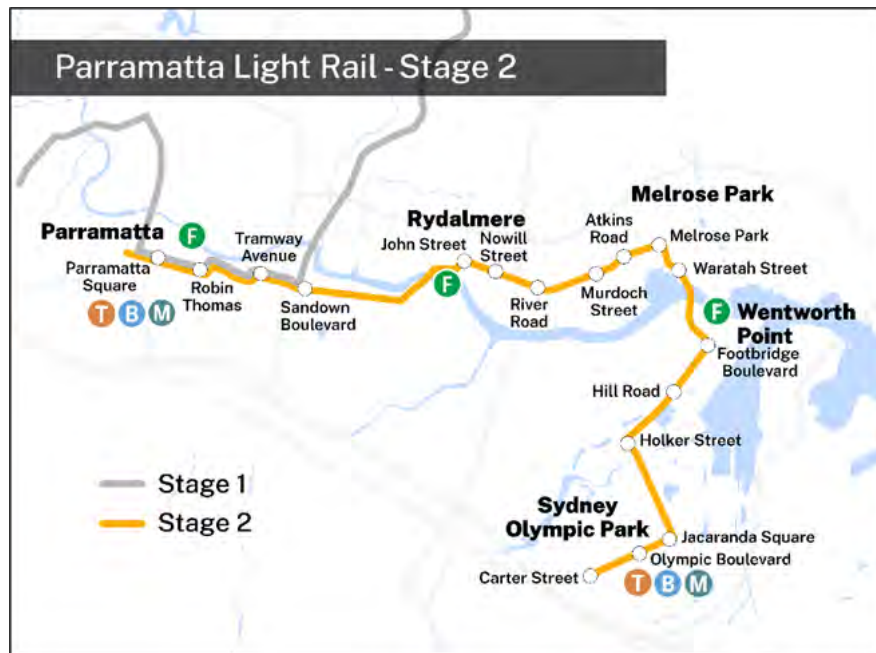 Parramatta Light Rail - Stage 2
Parramatta
F
Parramatta
Square
T B M
Robin
Thomas
Tramway
Avenue
Sandown
Boulevard
Rydalmere
John Street
F
Nowill
Street
River
Road
Murdoch
Street
Atkins
Road
Melrose Park
Melrose Park
Waratah Street
F
Wentworth
Point
Footbridge
Boulevard
Hill Road
Holker Street
Sydney
Olympic Park
Jacaranda Square
Olympic Boulevard
T B M
Carter Street
Stage 1
Stage 2